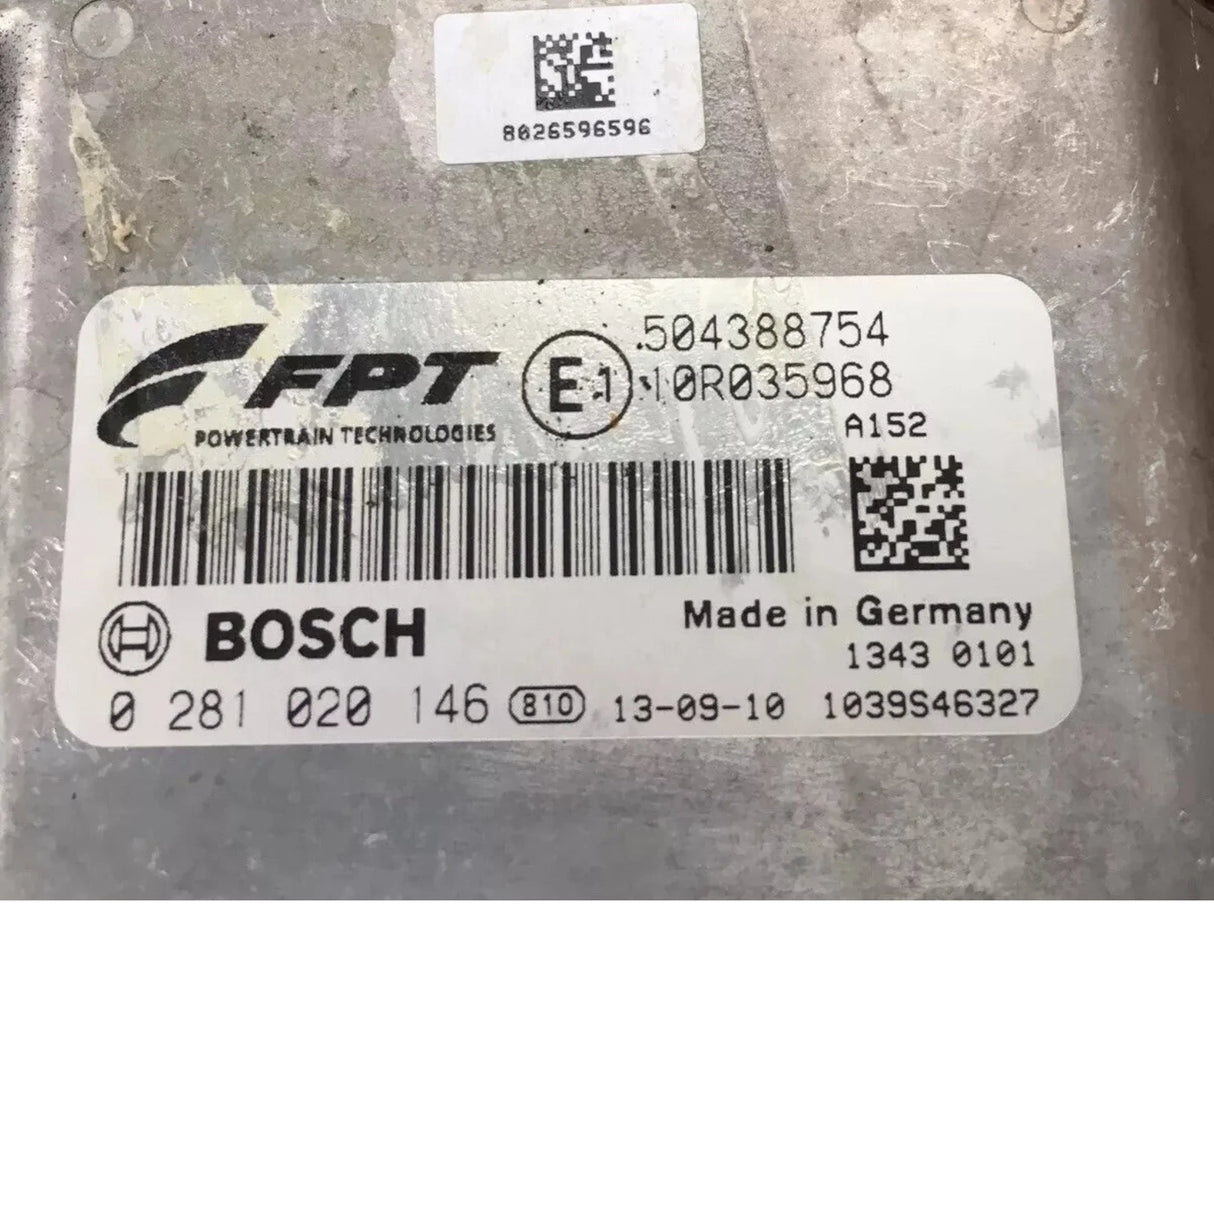 8026596596
FPT
POWERTRAIN TECHNOLOGIES
E1
.504388754
10R035968
A152
BOSCH
Made in Germany
1343 0101
0 281 020 146 810 13-09-10 1039S46327